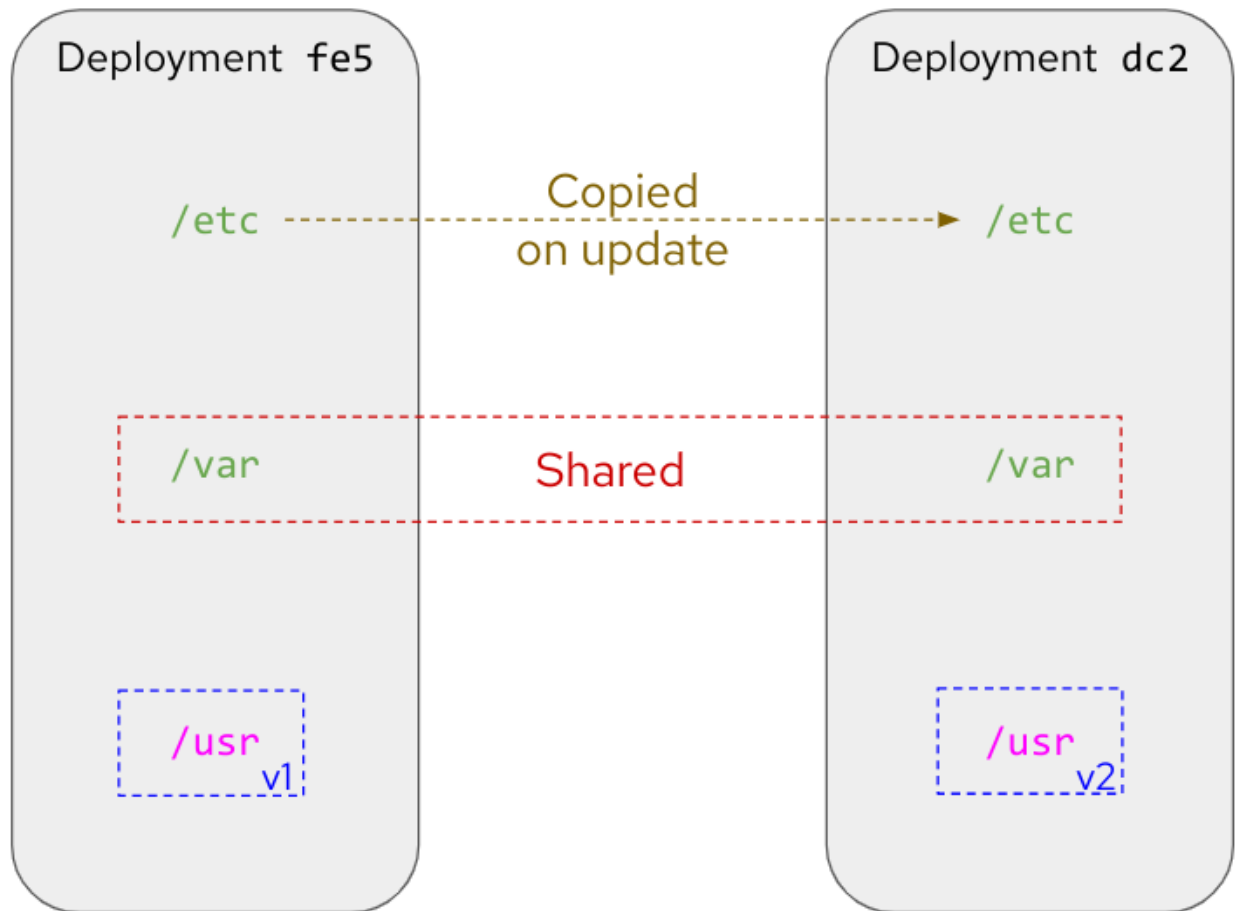 Deployment fe5
Deployment dc2
/etc
Copied
on update
/etc
/var
Shared
/var
/usr
v1
/usr
v2